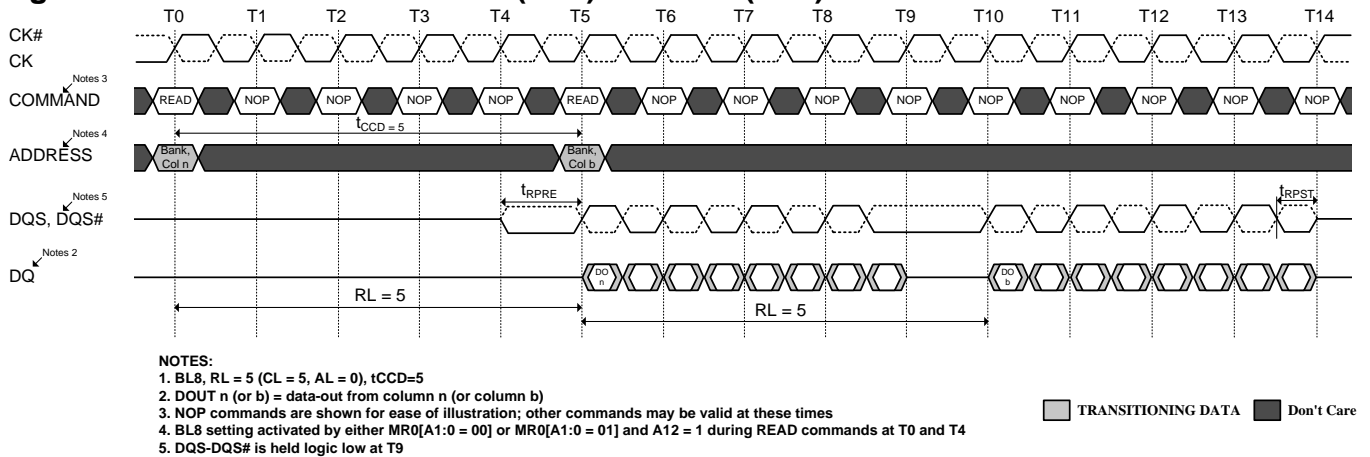 T0 T1 T2 T3 T4 T5 T6 T7 T8 T9 T10 T11 T12 T13 T14
CK#
CK
Notes 3
COMMAND
READ NOP NOP NOP NOP READ NOP NOP NOP NOP NOP NOP NOP NOP NOP
tCCD = 5
Notes 4
ADDRESS
Bank, Col n
Bank, Col b
Notes 5
DQS, DQS#
tRPRE
tRPST
Notes 2
DQ
DO n
DO b
RL = 5
RL = 5
NOTES:
1. BL8, RL = 5 (CL = 5, AL = 0), tCCD=5
2. DOUT n (or b) = data-out from column n (or column b)
3. NOP commands are shown for ease of illustration; other commands may be valid at these times
4. BL8 setting activated by either MR0[A1:0 = 00] or MR0[A1:0 = 01] and A12 = 1 during READ commands at T0 and T4
5. DQS-DQS# is held logic low at T9
TRANSITIONING DATA
Don't Care